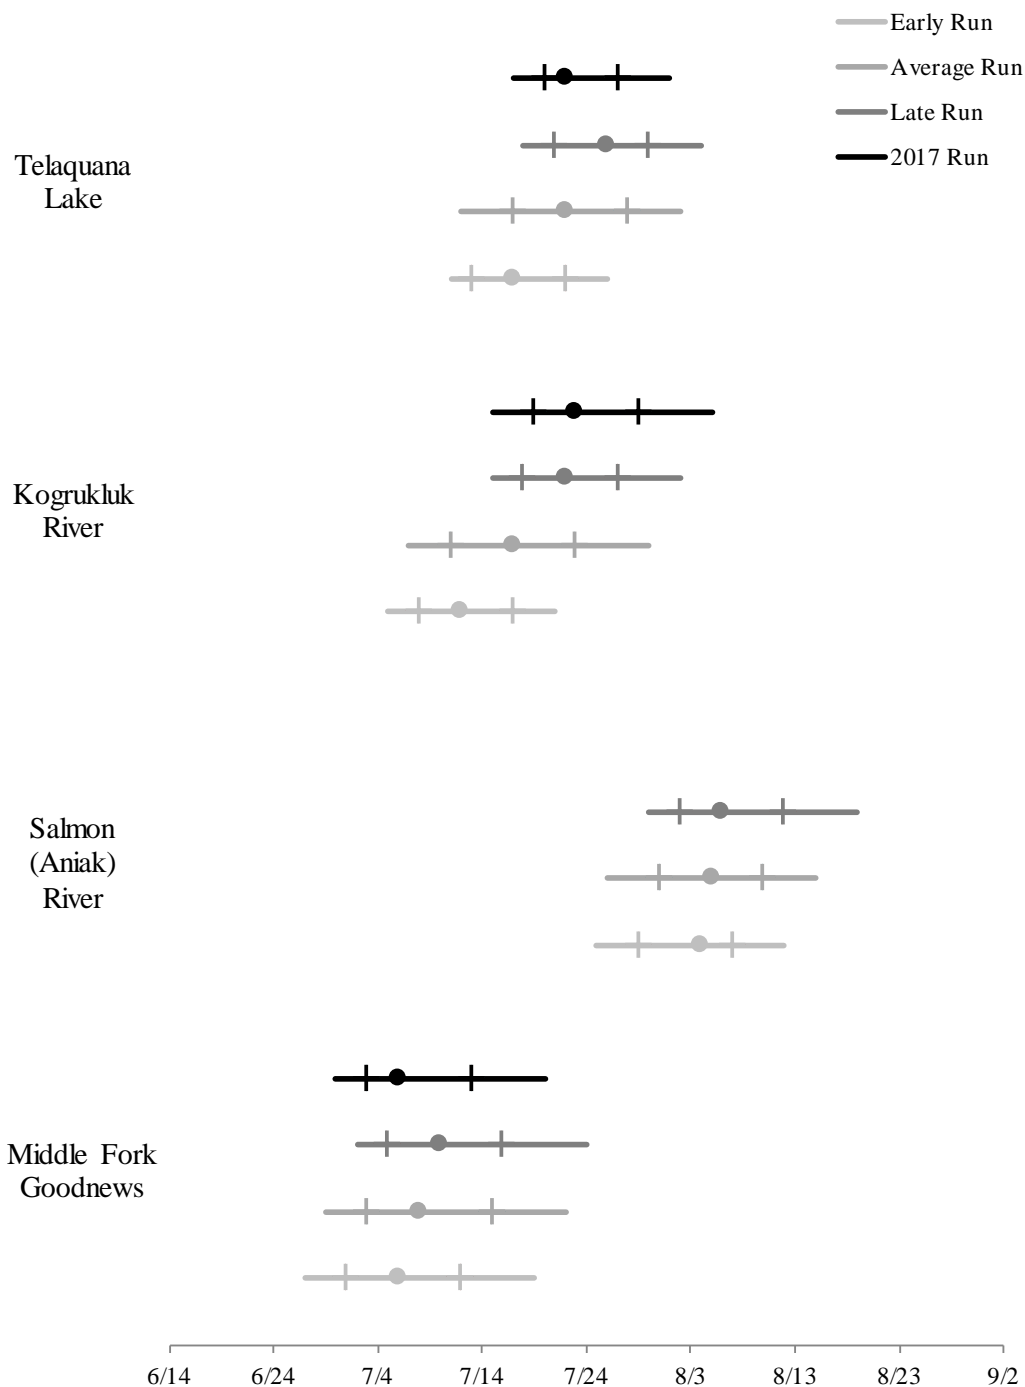 Early Run
Average Run
Late Run
2017 Run
Telaquana
Lake
Kogrukluk
River
Salmon
(Aniak)
River
Middle Fork
Goodnews
6/14 6/24 7/4 7/14 7/24 8/3 8/13 8/23 9/2